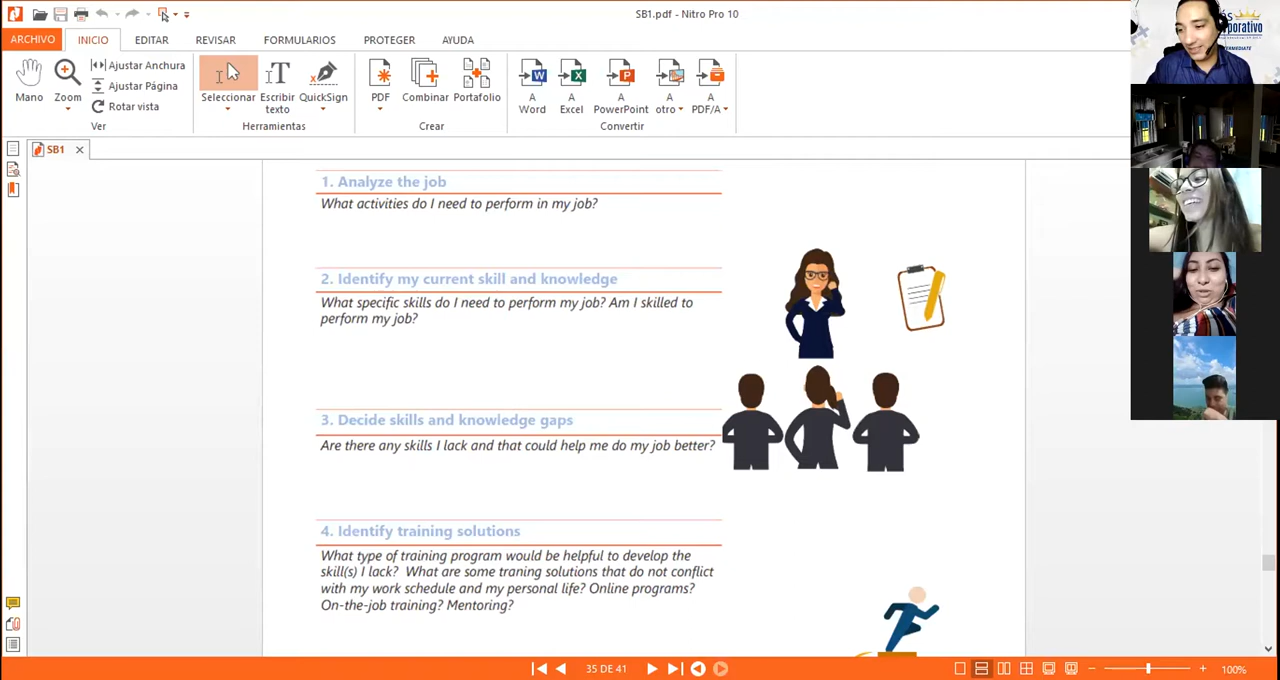 SB1.pdf - Nitro Pro 10
ARCHIVO INICIO EDITAR REVISAR FORMULARIOS PROTEGER AYUDA
Mano
Zoom
Ajustar Anchura
Ajustar Página
Rotar vista
Ver
Seleccionar
Escribir texto
QuickSign
Herramientas
PDF
Combinar
Portafolio
Crear
A Word
A Excel
A PowerPoint
A otro
A PDF/A
Convertir
SB1
1. Analyze the job
What activities do I need to perform in my job?
2. Identify my current skill and knowledge
What specific skills do I need to perform my job? Am I skilled to
perform my job?
3. Decide skills and knowledge gaps
Are there any skills I lack and that could help me do my job better?
4. Identify training solutions
What type of training program would be helpful to develop the
skill(s) I lack? What are some traning solutions that do not conflict
with my work schedule and my personal life? Online programs?
On-the-job training? Mentoring?
35 DE 41
100%